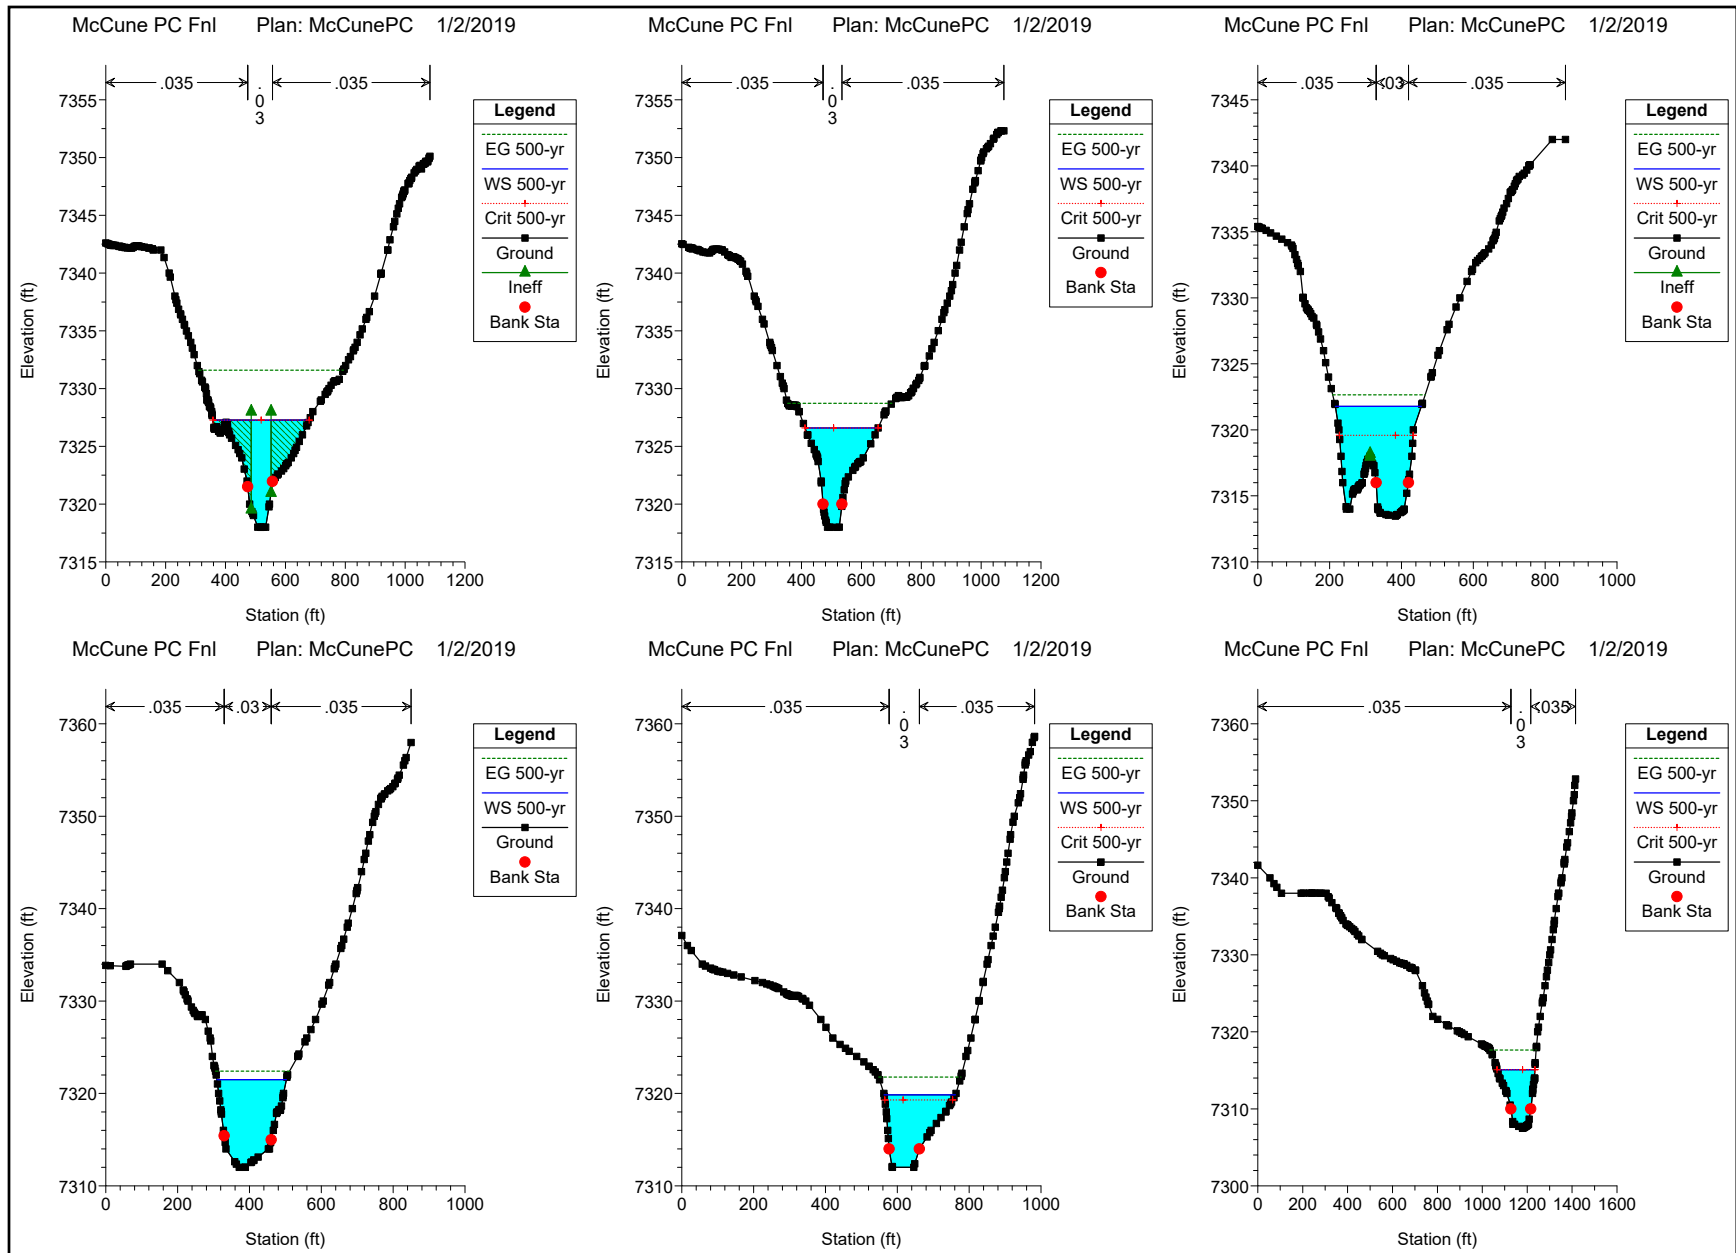 McCune PC Fnl Plan: McCunePC 1/2/2019
.035 .03 .035
Elevation (ft)
7355
7350
7345
7340
7335
7330
7325
7320
7315
0 200 400 600 800 1000 1200
Station (ft)
Legend
EG 500-yr
WS 500-yr
Crit 500-yr
Ground
Ineff
Bank Sta
McCune PC Fnl Plan: McCunePC 1/2/2019
.035 .03 .035
Elevation (ft)
7355
7350
7345
7340
7335
7330
7325
7320
7315
0 200 400 600 800 1000 1200
Station (ft)
Legend
EG 500-yr
WS 500-yr
Crit 500-yr
Ground
Bank Sta
McCune PC Fnl Plan: McCunePC 1/2/2019
.035 .03 .035
Elevation (ft)
7345
7340
7335
7330
7325
7320
7315
7310
0 200 400 600 800 1000
Station (ft)
Legend
EG 500-yr
WS 500-yr
Crit 500-yr
Ground
Ineff
Bank Sta
McCune PC Fnl Plan: McCunePC 1/2/2019
.035 .03 .035
Elevation (ft)
7360
7350
7340
7330
7320
7310
0 200 400 600 800 1000
Station (ft)
Legend
EG 500-yr
WS 500-yr
Ground
Bank Sta
McCune PC Fnl Plan: McCunePC 1/2/2019
.035 .03 .035
Elevation (ft)
7360
7350
7340
7330
7320
7310
0 200 400 600 800 1000
Station (ft)
Legend
EG 500-yr
WS 500-yr
Crit 500-yr
Ground
Bank Sta
McCune PC Fnl Plan: McCunePC 1/2/2019
.035 .03 .035
Elevation (ft)
7360
7350
7340
7330
7320
7310
7300
0 200 400 600 800 1000 1200 1400 1600
Station (ft)
Legend
EG 500-yr
WS 500-yr
Crit 500-yr
Ground
Bank Sta